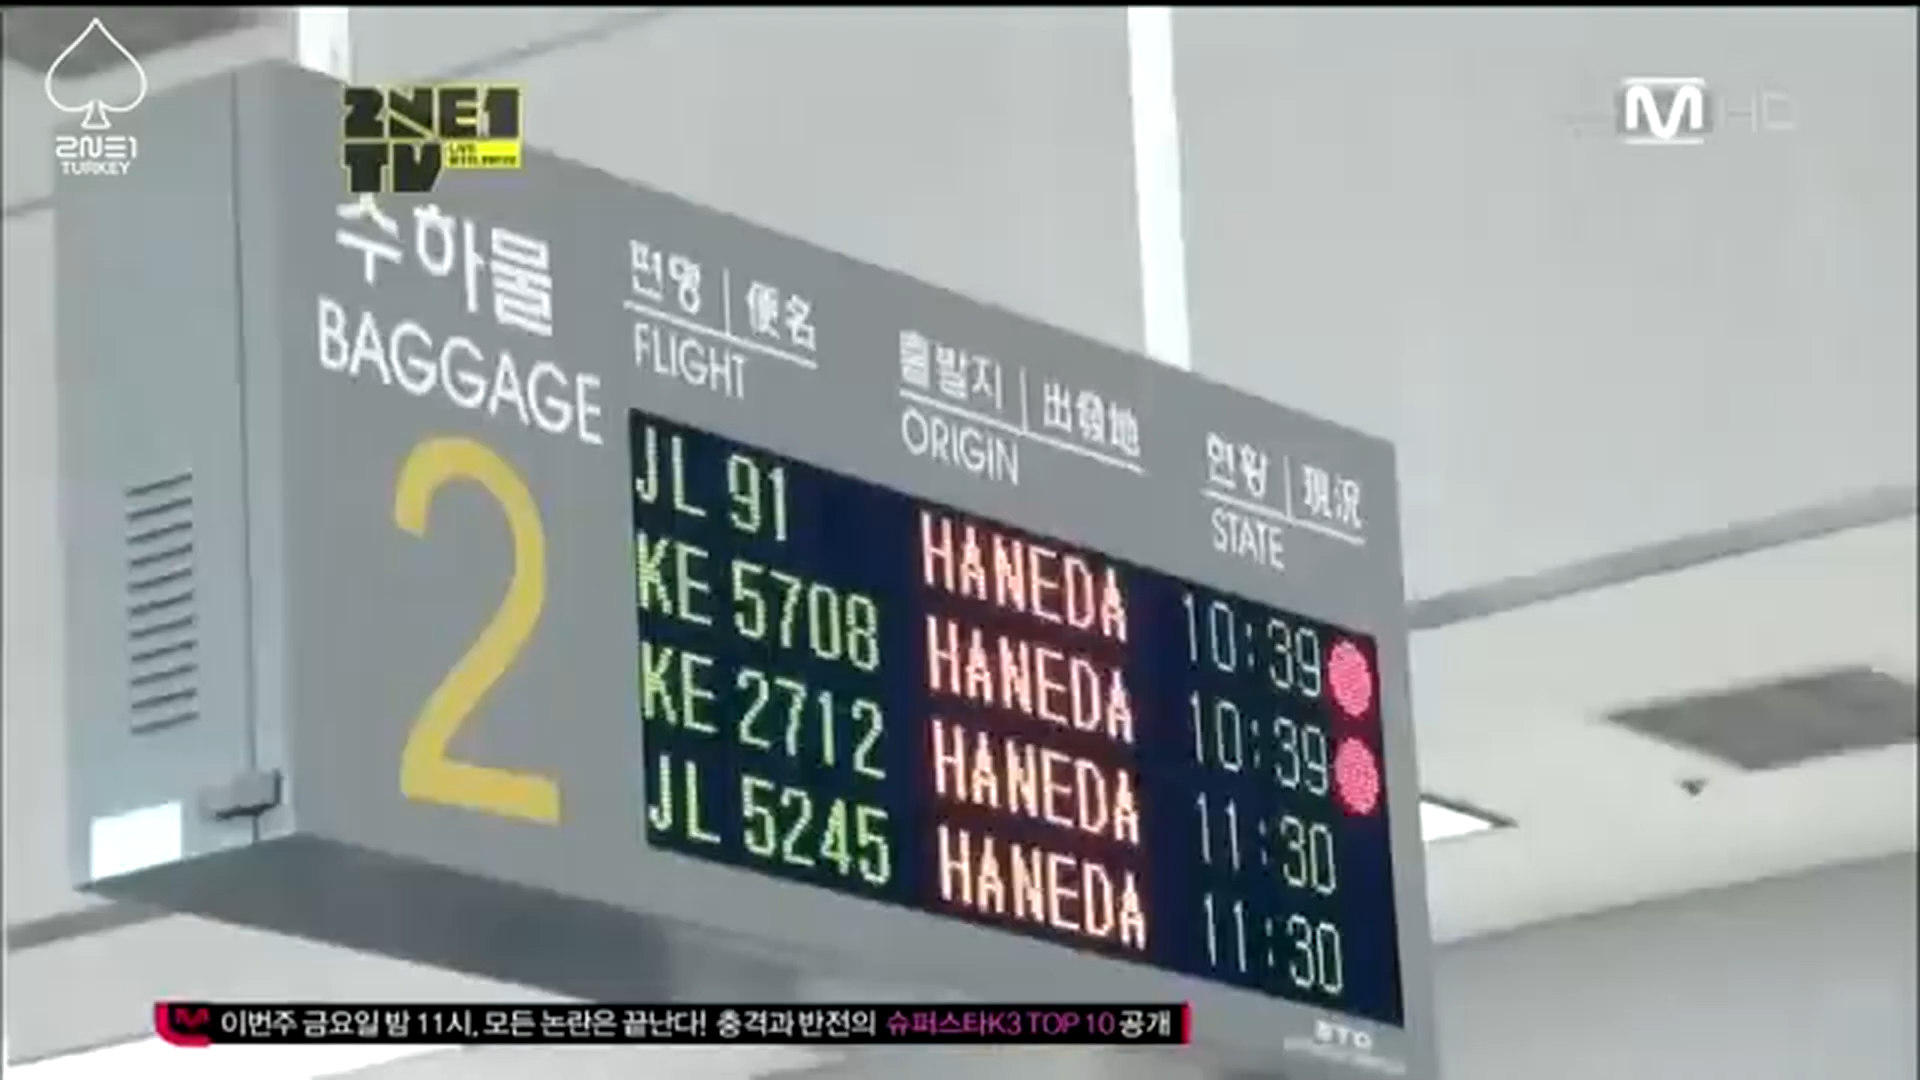 2NE1
TURKEY
2NE1
TV
M HD
수하물
BAGGAGE
2
편명 | 便名
FLIGHT
출발지 | 出發地
ORIGIN
현황 | 現況
STATE
JL 91 HANEDA 10:39
KE 5708 HANEDA 10:39
KE 2712 HANEDA 11:30
JL 5245 HANEDA 11:30
이번주 금요일 밤 11시, 모든 논란은 끝난다! 충격과 반전의 슈퍼스타K3 TOP 10 공개